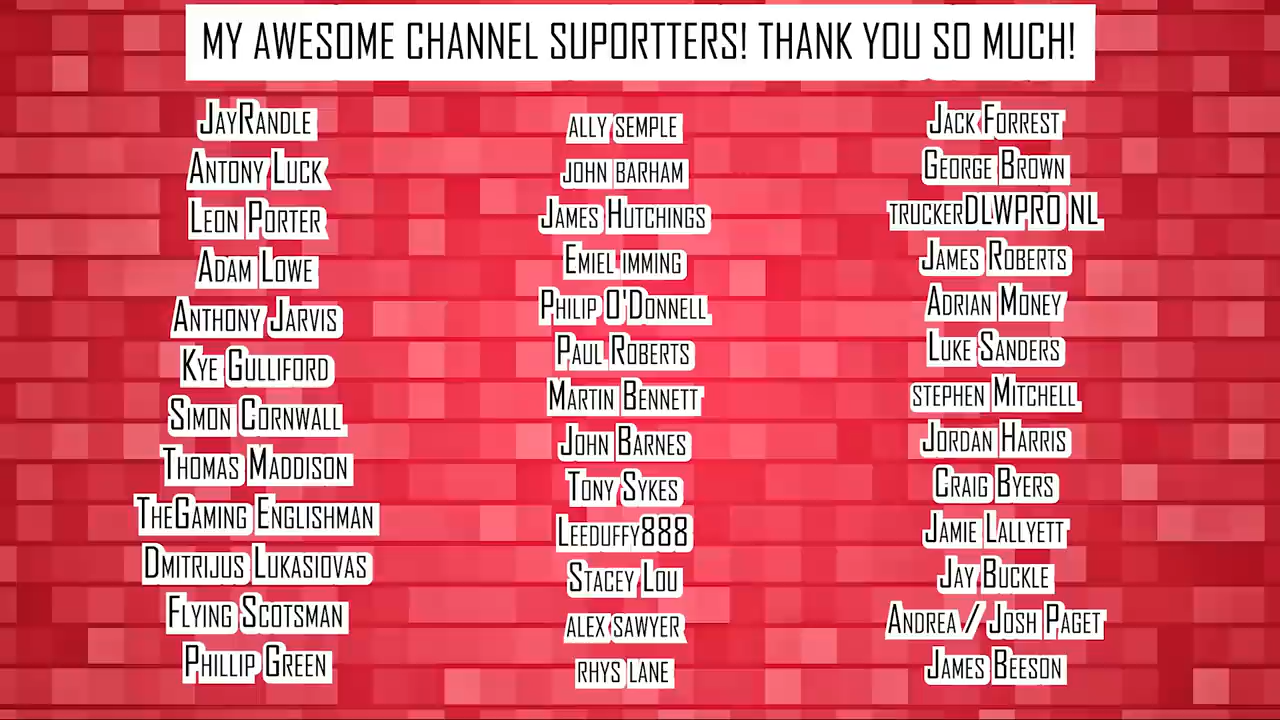 MY AWESOME CHANNEL SUPORTTERS! THANK YOU SO MUCH!
JayRandle
Antony Luck
Leon Porter
Adam Lowe
Anthony Jarvis
Kye Gulliford
Simon Cornwall
Thomas Maddison
TheGaming Englishman
Dmitrijus Lukasiovas
Flying Scotsman
Phillip Green
ally semple
john barham
James Hutchings
Emiel imming
Philip O'Donnell
Paul Roberts
Martin Bennett
John Barnes
Tony Sykes
Leeduffy888
Stacey Lou
alex sawyer
rhys lane
Jack Forrest
George Brown
truckerDLWPRO NL
James Roberts
Adrian Money
Luke Sanders
stephen Mitchell
Jordan Harris
Craig Byers
Jamie Lallyett
Jay Buckle
Andrea / Josh Paget
James Beeson